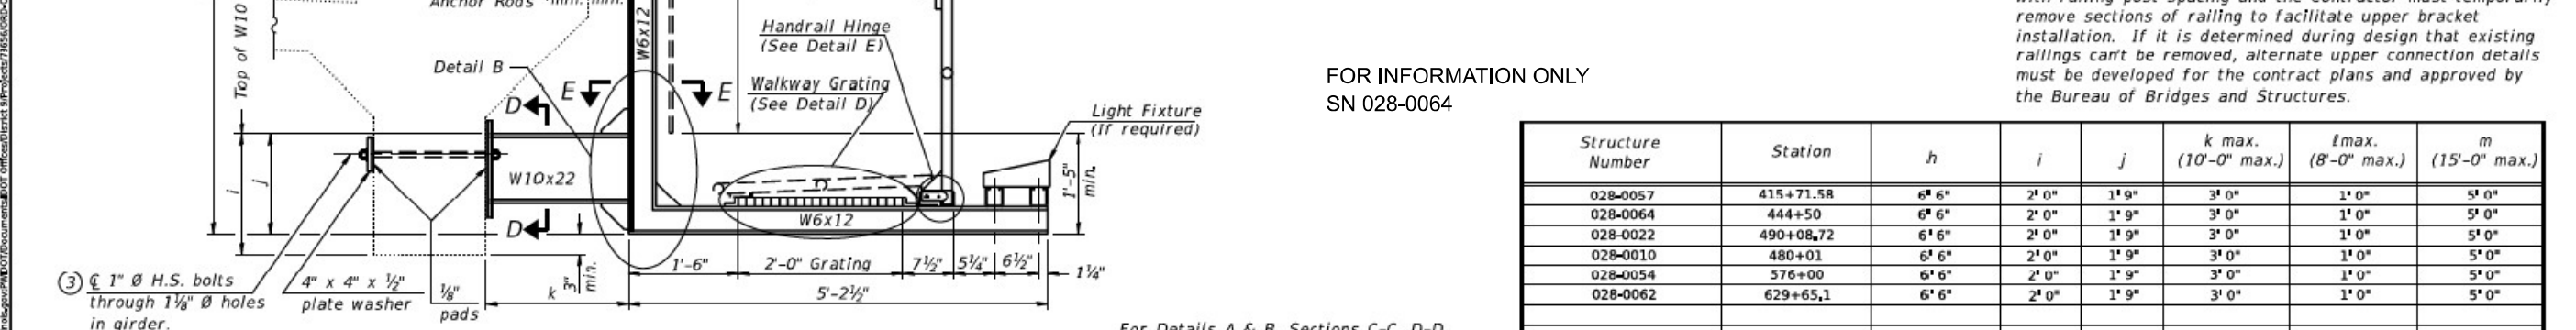 Anchor Rods
Top of W10
W6x12
Handrail Hinge
(See Detail E)
Detail B
Walkway Grating
(See Detail D)
E
E
D
D
Light Fixture
(If required)
i
j
W10x22
W6x12
1'-5"
min.
③ ℄ 1" Ø H.S. bolts
through 1⅛" Ø holes
in girder.
4" x 4" x ½"
plate washer
⅛"
pads
k
3"
min.
1'-6"
2'-0" Grating
7½"
5¼"
6½"
1¼"
5'-2½"
For Details A & B, Sections C-C, D-D
FOR INFORMATION ONLY
SN 028-0064
remove sections of railing to facilitate upper bracket
installation. If it is determined during design that existing
railings can't be removed, alternate upper connection details
must be developed for the contract plans and approved by
the Bureau of Bridges and Structures.
Structure Number Station h i j k max. (10'-0" max.) ℓmax. (8'-0" max.) m (15'-0" max.)
028-0057 415+71.58 6' 6" 2' 0" 1' 9" 3' 0" 1' 0" 5' 0"
028-0064 444+50 6' 6" 2' 0" 1' 9" 3' 0" 1' 0" 5' 0"
028-0022 490+08.72 6' 6" 2' 0" 1' 9" 3' 0" 1' 0" 5' 0"
028-0010 480+01 6' 6" 2' 0" 1' 9" 3' 0" 1' 0" 5' 0"
028-0054 576+00 6' 6" 2' 0" 1' 9" 3' 0" 1' 0" 5' 0"
028-0062 629+65.1 6' 6" 2' 0" 1' 9" 3' 0" 1' 0" 5' 0"